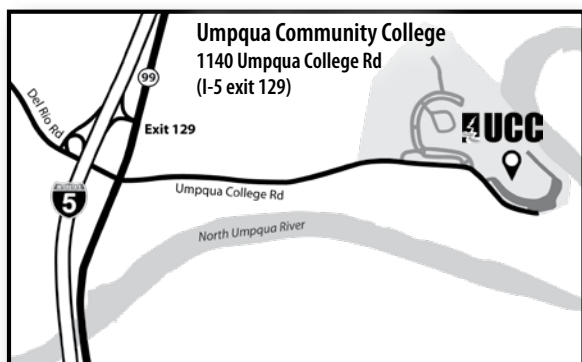 Umpqua Community College
1140 Umpqua College Rd
(I-5 exit 129)
99
Del Rio Rd
Exit 129
UCC
INTERSTATE
5
Umpqua College Rd
North Umpqua River